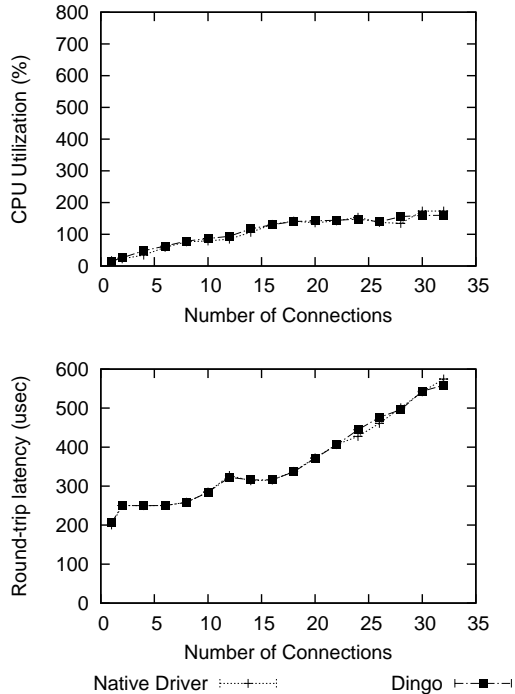 CPU Utilization (%)
800
700
600
500
400
300
200
100
0
0 5 10 15 20 25 30 35
Number of Connections
Round-trip latency (usec)
600
500
400
300
200
100
0
0 5 10 15 20 25 30 35
Number of Connections
Native Driver Dingo